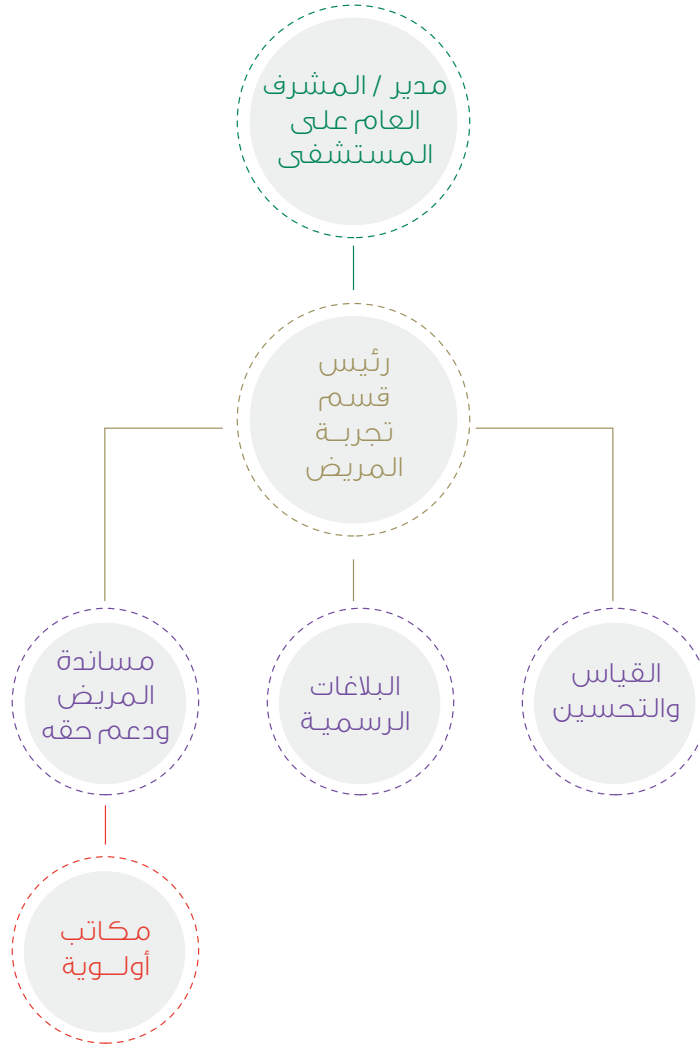 مدير / المشرف
العام على
المستشفى
رئيس
قسم
تجربة
المريض
القياس
والتحسين
البلاغات
الرسمية
مساندة
المريض
ودعم حقه
مكاتب
أولوية